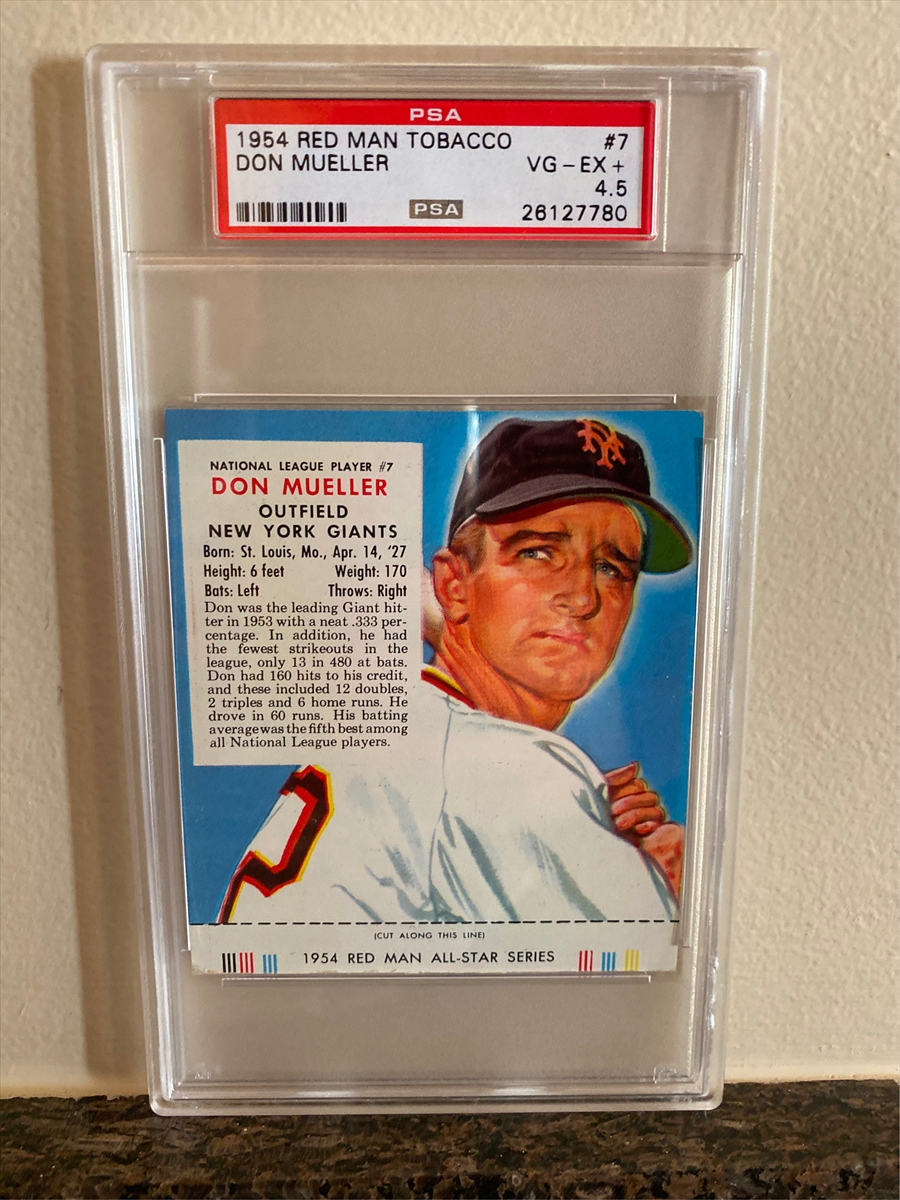 PSA
1954 RED MAN TOBACCO #7
DON MUELLER VG-EX+
4.5
PSA 26127780
NY
NATIONAL LEAGUE PLAYER #7
DON MUELLER
OUTFIELD
NEW YORK GIANTS
Born: St. Louis, Mo., Apr. 14, '27
Height: 6 feet Weight: 170
Bats: Left Throws: Right
Don was the leading Giant hit-
ter in 1953 with a neat .333 per-
centage. In addition, he had
the fewest strikeouts in the
league, only 13 in 480 at bats.
Don had 160 hits to his credit,
and these included 12 doubles,
2 triples and 6 home runs. He
drove in 60 runs. His batting
average was the fifth best among
all National League players.
(CUT ALONG THIS LINE)
1954 RED MAN ALL-STAR SERIES